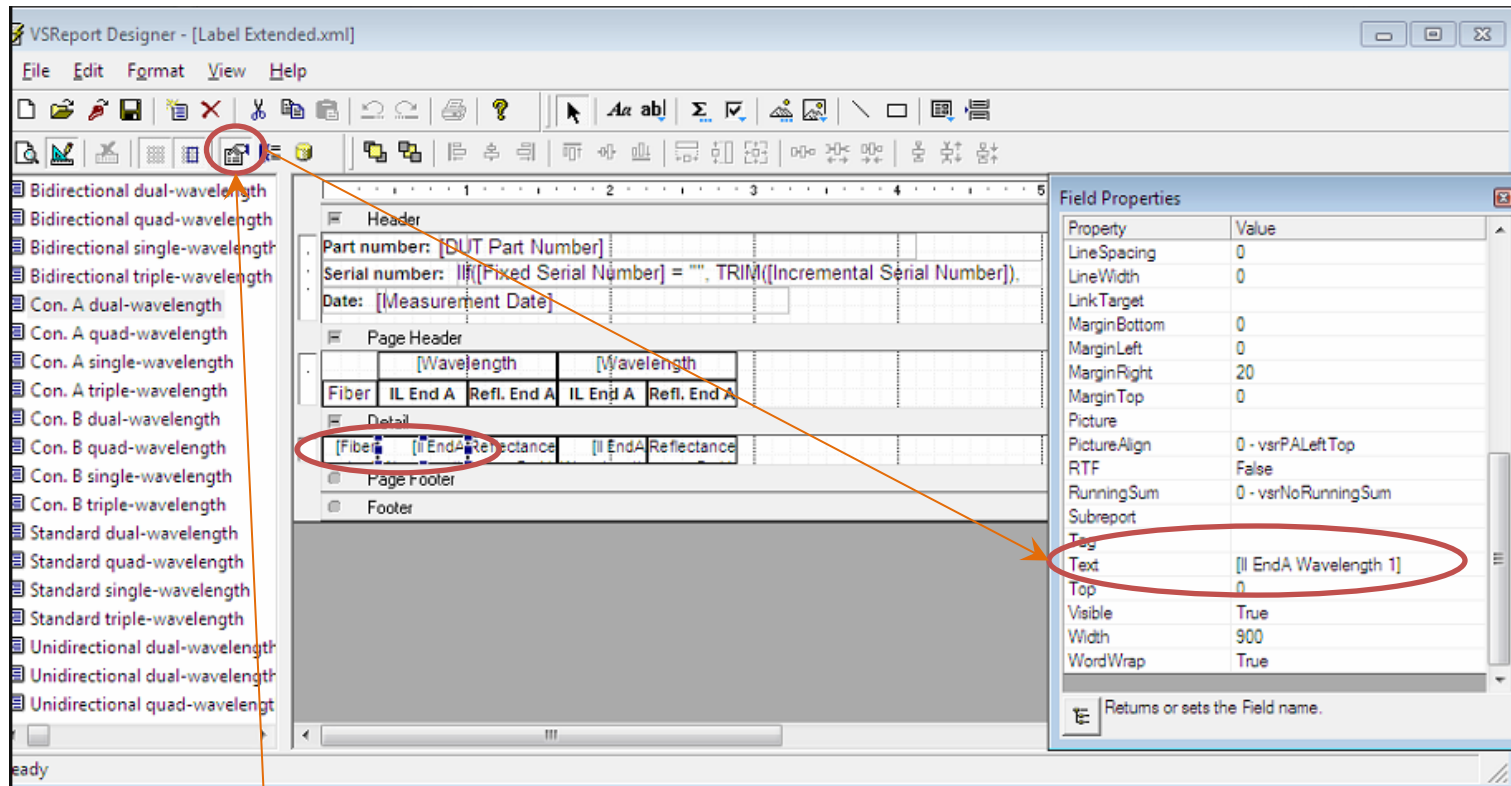 VSReport Designer - [Label Extended.xml]
File Edit Format View Help
Aa ab|
Bidirectional dual-wavelength
Bidirectional quad-wavelength
Bidirectional single-wavelength
Bidirectional triple-wavelength
Con. A dual-wavelength
Con. A quad-wavelength
Con. A single-wavelength
Con. A triple-wavelength
Con. B dual-wavelength
Con. B quad-wavelength
Con. B single-wavelength
Con. B triple-wavelength
Standard dual-wavelength
Standard quad-wavelength
Standard single-wavelength
Standard triple-wavelength
Unidirectional dual-wavelength
Unidirectional dual-wavelength
Unidirectional quad-wavelengt
1 2 3 4 5
Header
Part number: [DUT Part Number]
Serial number: IIf([Fixed Serial Number] = "", TRIM([Incremental Serial Number]),
Date: [Measurement Date]
Page Header
[Wavelength [Wavelength
Fiber IL End A Refl. End A IL End A Refl. End A
Detail
[Fiber [Il EndA Reflectance [Il EndA Reflectance
Page Footer
Footer
Field Properties
Property Value
LineSpacing 0
LineWidth 0
LinkTarget
MarginBottom 0
MarginLeft 0
MarginRight 20
MarginTop 0
Picture
PictureAlign 0 - vsrPALeftTop
RTF False
RunningSum 0 - vsrNoRunningSum
Subreport
Tag
Text [Il EndA Wavelength 1]
Top 0
Visible True
Width 900
WordWrap True
Returns or sets the Field name.
eady